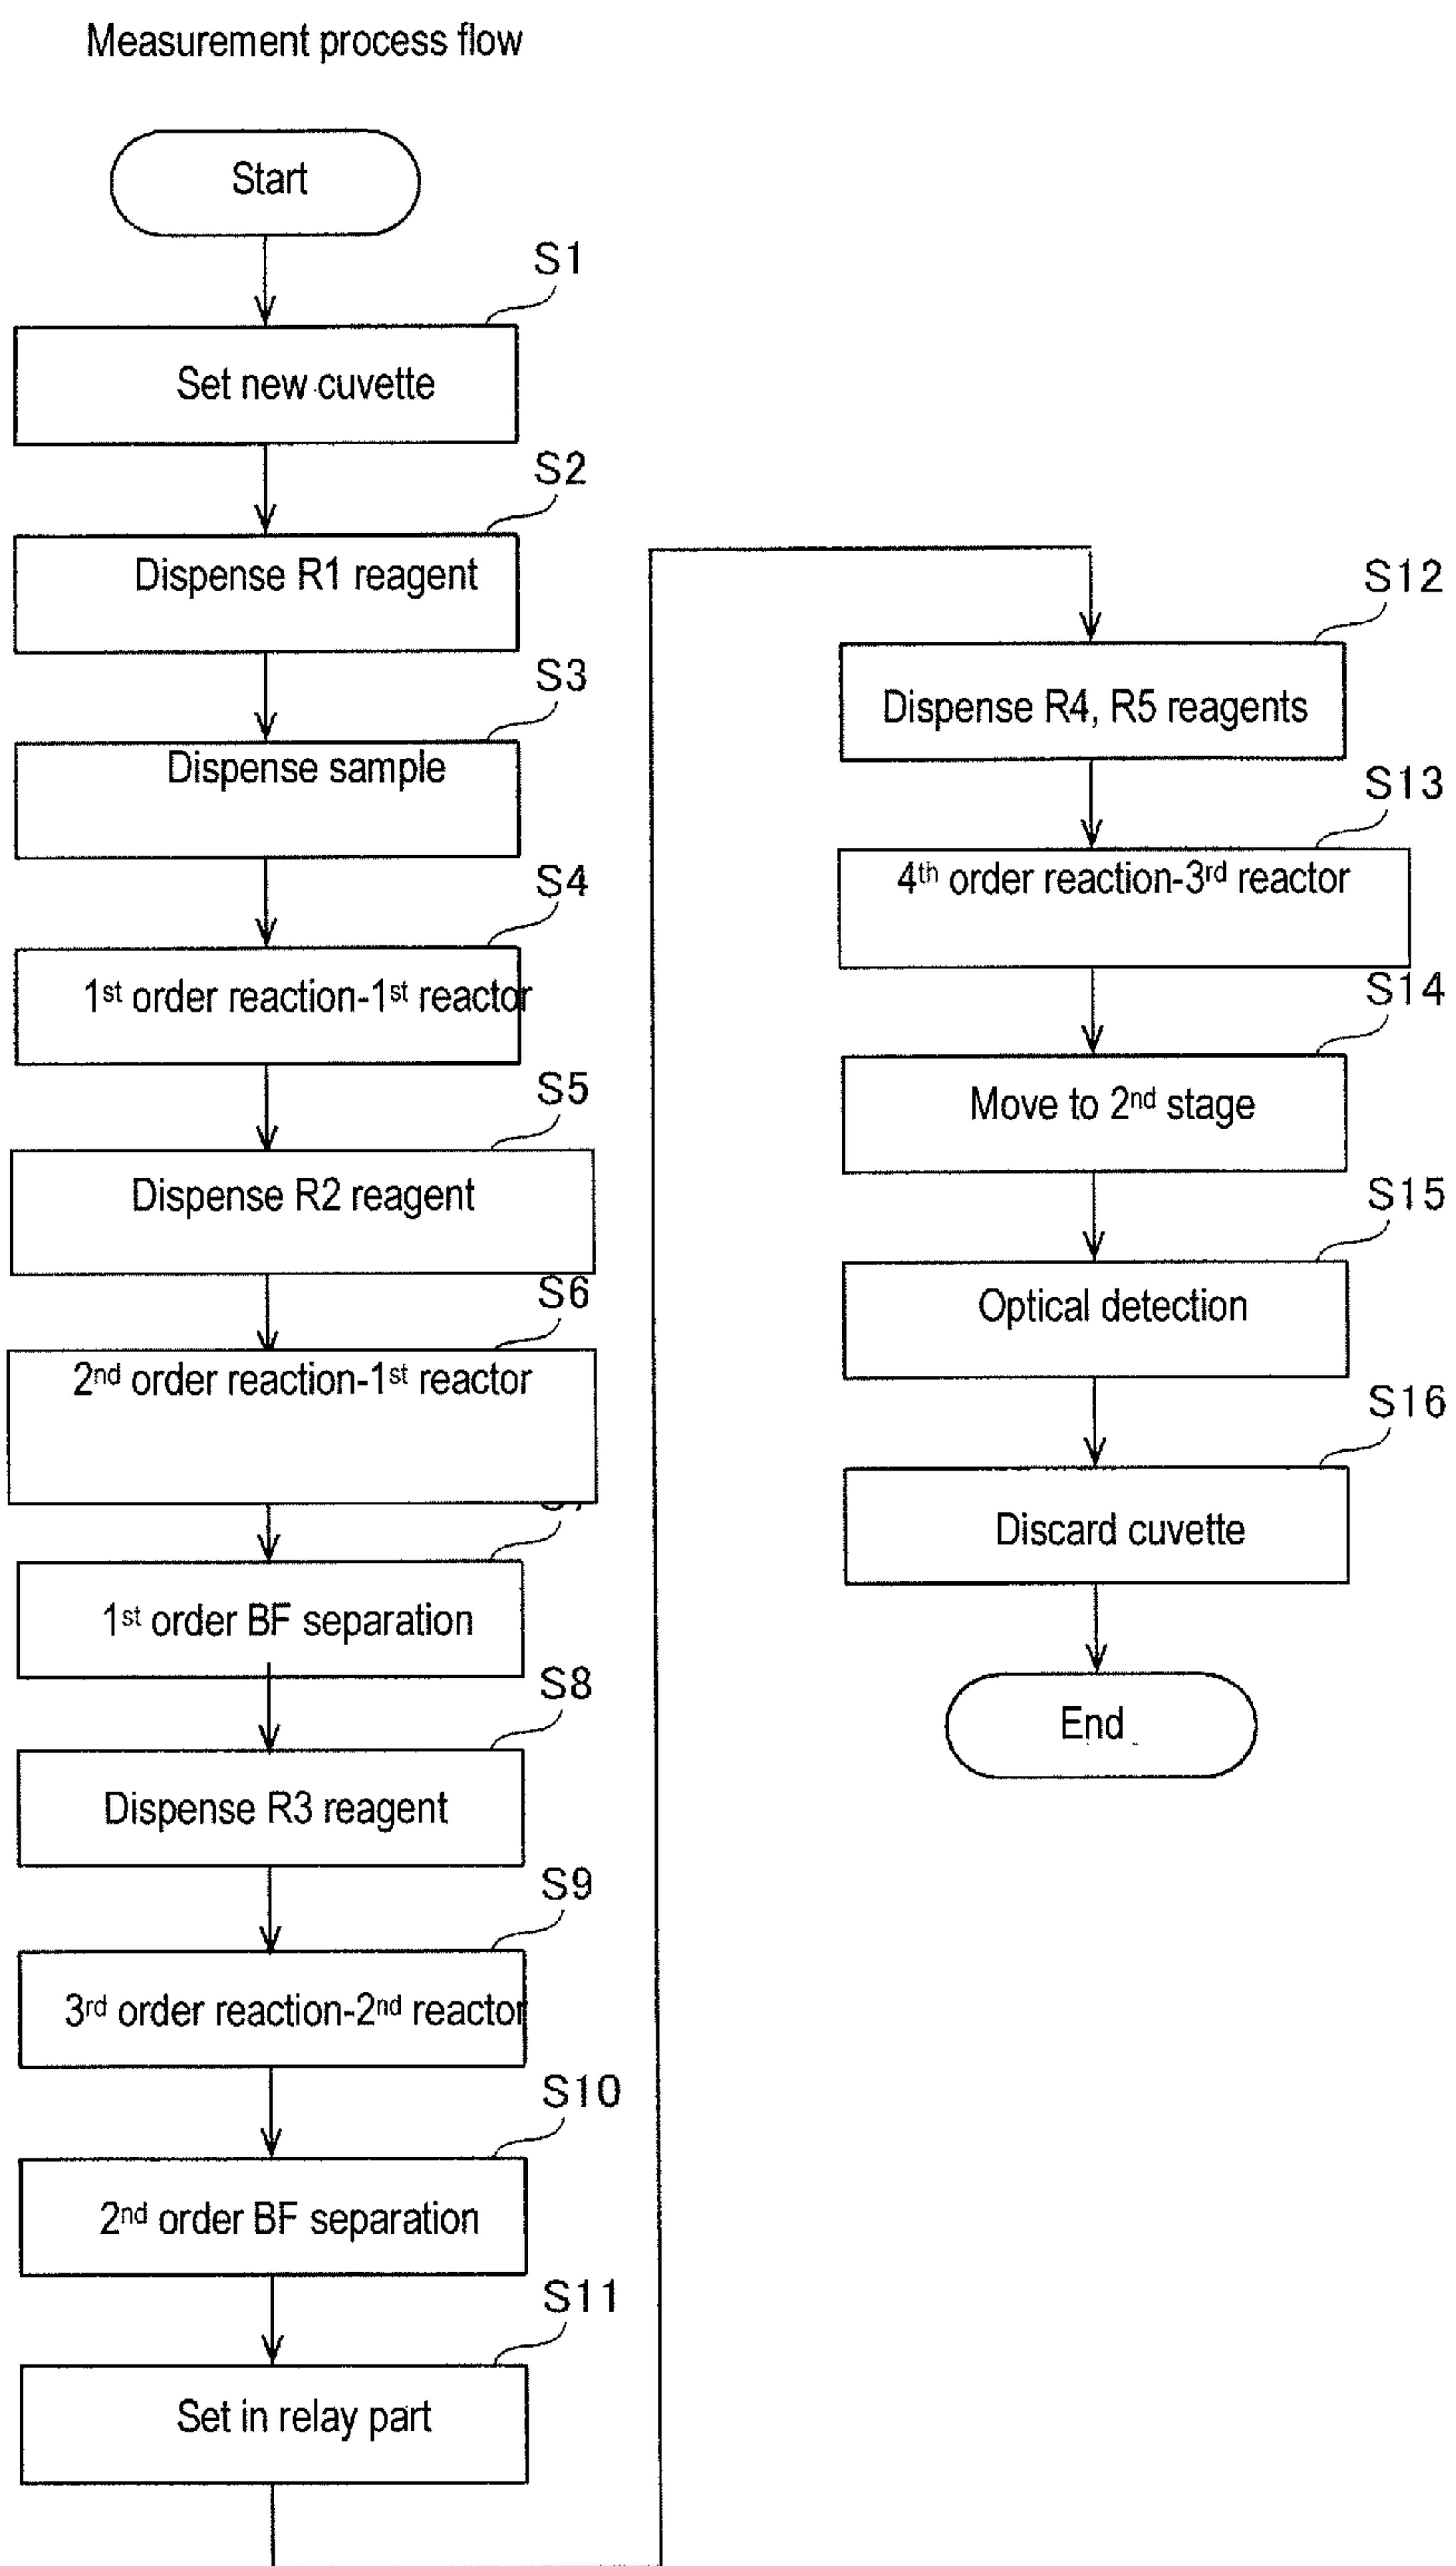 Measurement process flow
Start
S1
Set new cuvette
S2
Dispense R1 reagent
S3
Dispense sample
S4
1st order reaction-1st reactor
S5
Dispense R2 reagent
S6
2nd order reaction-1st reactor
1st order BF separation
S8
Dispense R3 reagent
S9
3rd order reaction-2nd reactor
S10
2nd order BF separation
S11
Set in relay part
S12
Dispense R4, R5 reagents
S13
4th order reaction-3rd reactor
S14
Move to 2nd stage
S15
Optical detection
S16
Discard cuvette
End